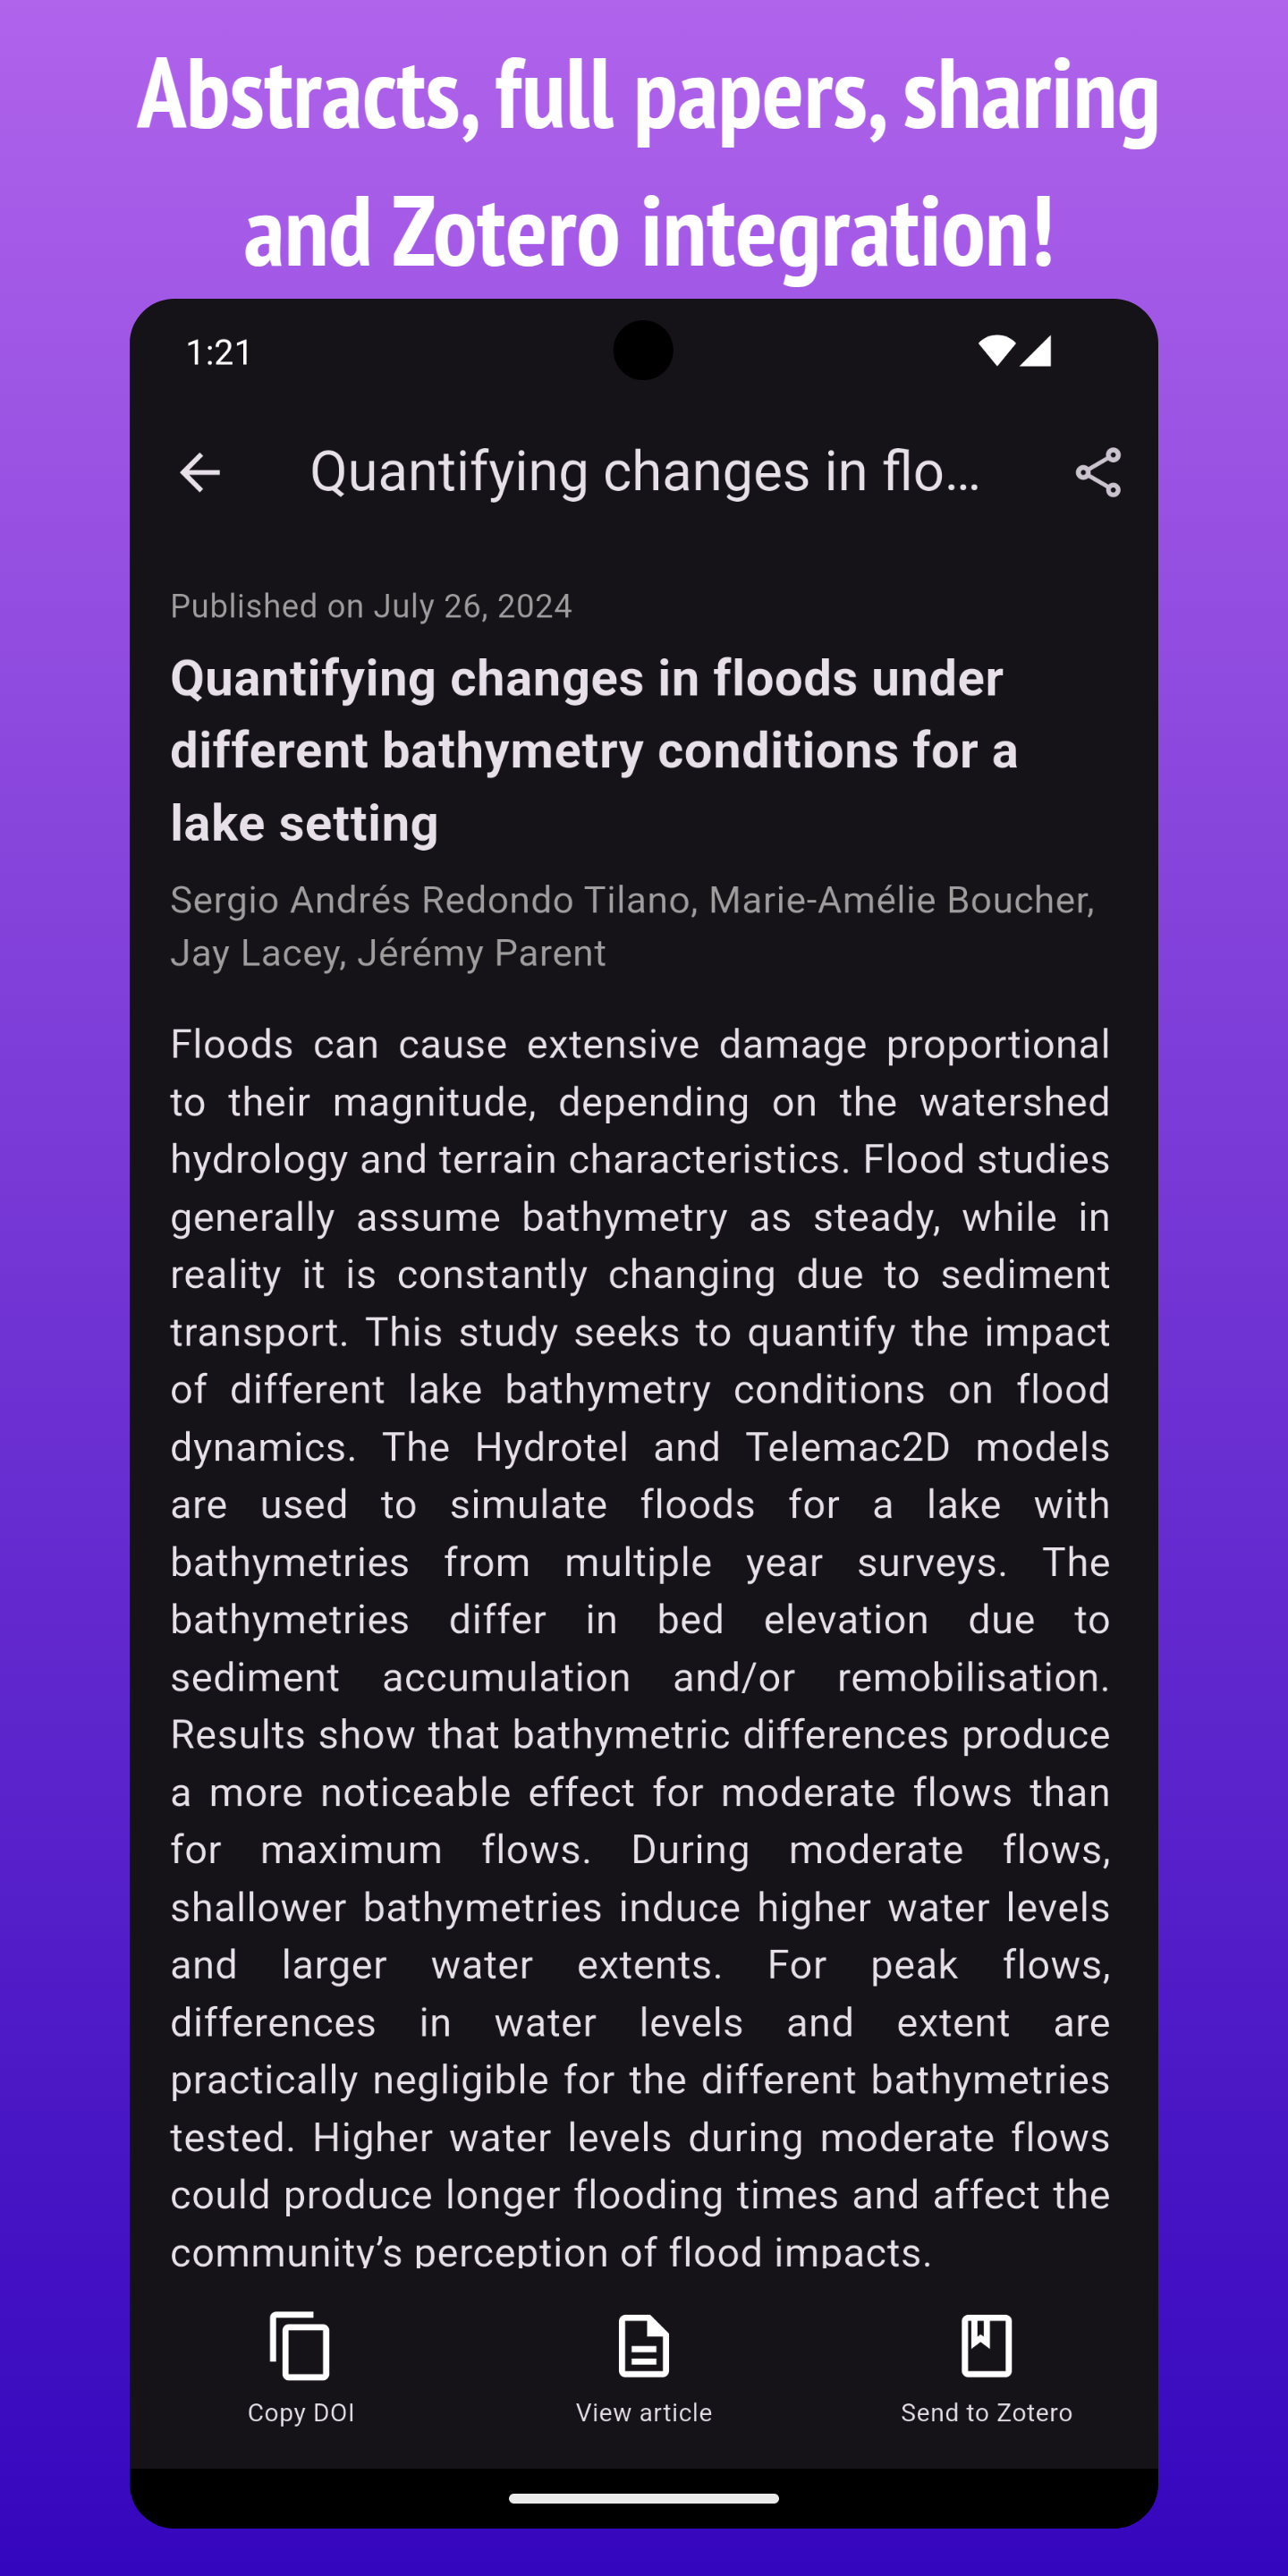 Abstracts, full papers, sharing
and Zotero integration!
1:21
Quantifying changes in flo...
Published on July 26, 2024
Quantifying changes in floods under
different bathymetry conditions for a
lake setting
Sergio Andrés Redondo Tilano, Marie-Amélie Boucher,
Jay Lacey, Jérémy Parent
Floods can cause extensive damage proportional
to their magnitude, depending on the watershed
hydrology and terrain characteristics. Flood studies
generally assume bathymetry as steady, while in
reality it is constantly changing due to sediment
transport. This study seeks to quantify the impact
of different lake bathymetry conditions on flood
dynamics. The Hydrotel and Telemac2D models
are used to simulate floods for a lake with
bathymetries from multiple year surveys. The
bathymetries differ in bed elevation due to
sediment accumulation and/or remobilisation.
Results show that bathymetric differences produce
a more noticeable effect for moderate flows than
for maximum flows. During moderate flows,
shallower bathymetries induce higher water levels
and larger water extents. For peak flows,
differences in water levels and extent are
practically negligible for the different bathymetries
tested. Higher water levels during moderate flows
could produce longer flooding times and affect the
community’s perception of flood impacts.
Copy DOI
View article
Send to Zotero